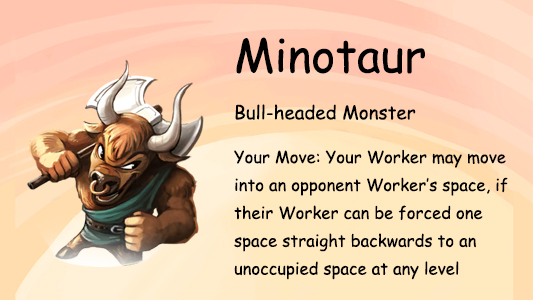 Minotaur
Bull-headed Monster
Your Move: Your Worker may move
into an opponent Worker's space, if
their Worker can be forced one
space straight backwards to an
unoccupied space at any level